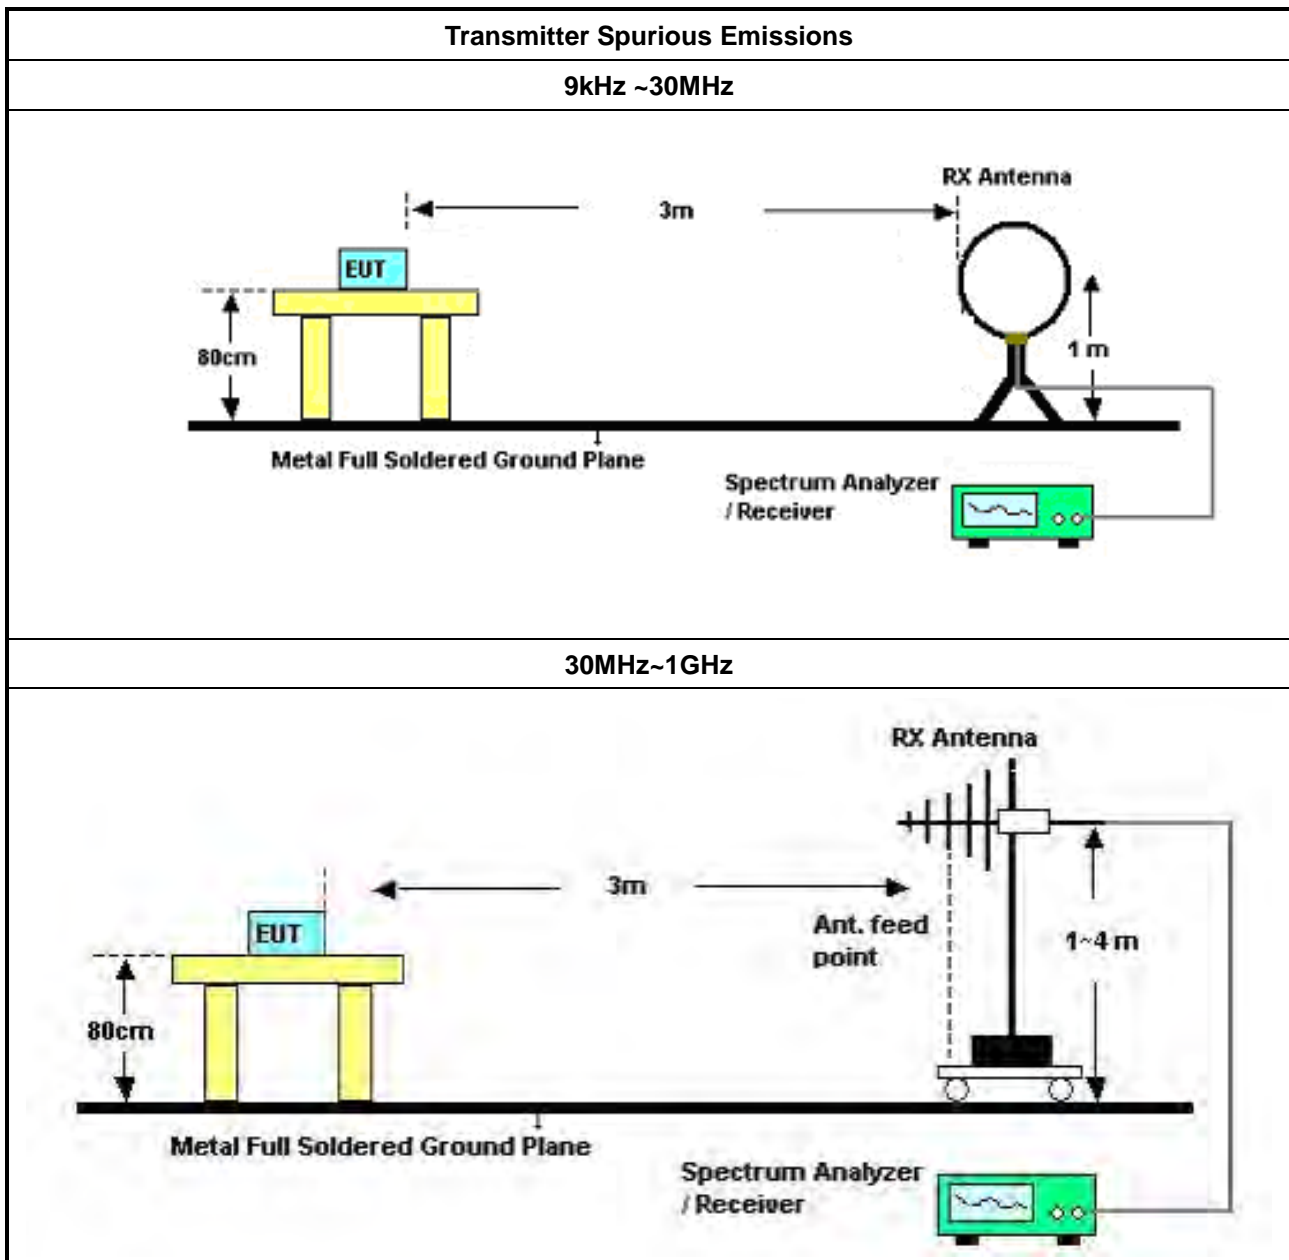 Transmitter Spurious Emissions
9kHz ~30MHz
RX Antenna
3m
EUT
80cm
1 m
Metal Full Soldered Ground Plane
Spectrum Analyzer
/ Receiver
30MHz~1GHz
RX Antenna
3m
Ant. feed
point
EUT
1~4 m
80cm
Metal Full Soldered Ground Plane
Spectrum Analyzer
/ Receiver